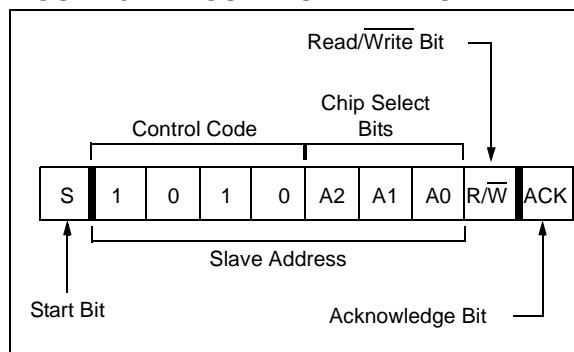 Read/Write Bit
Chip Select
Control Code Bits
S 1 0 1 0 A2 A1 A0 R/W ACK
Slave Address
Start Bit
Acknowledge Bit